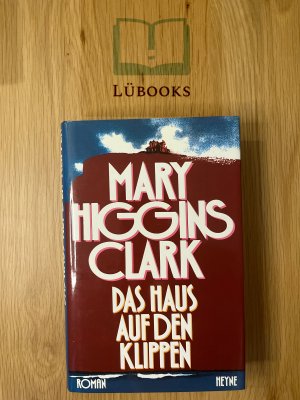 LÜBOOKS
MARY
HIGGINS
CLARK
DAS HAUS
AUF DEN
KLIPPEN
ROMAN HEYNE